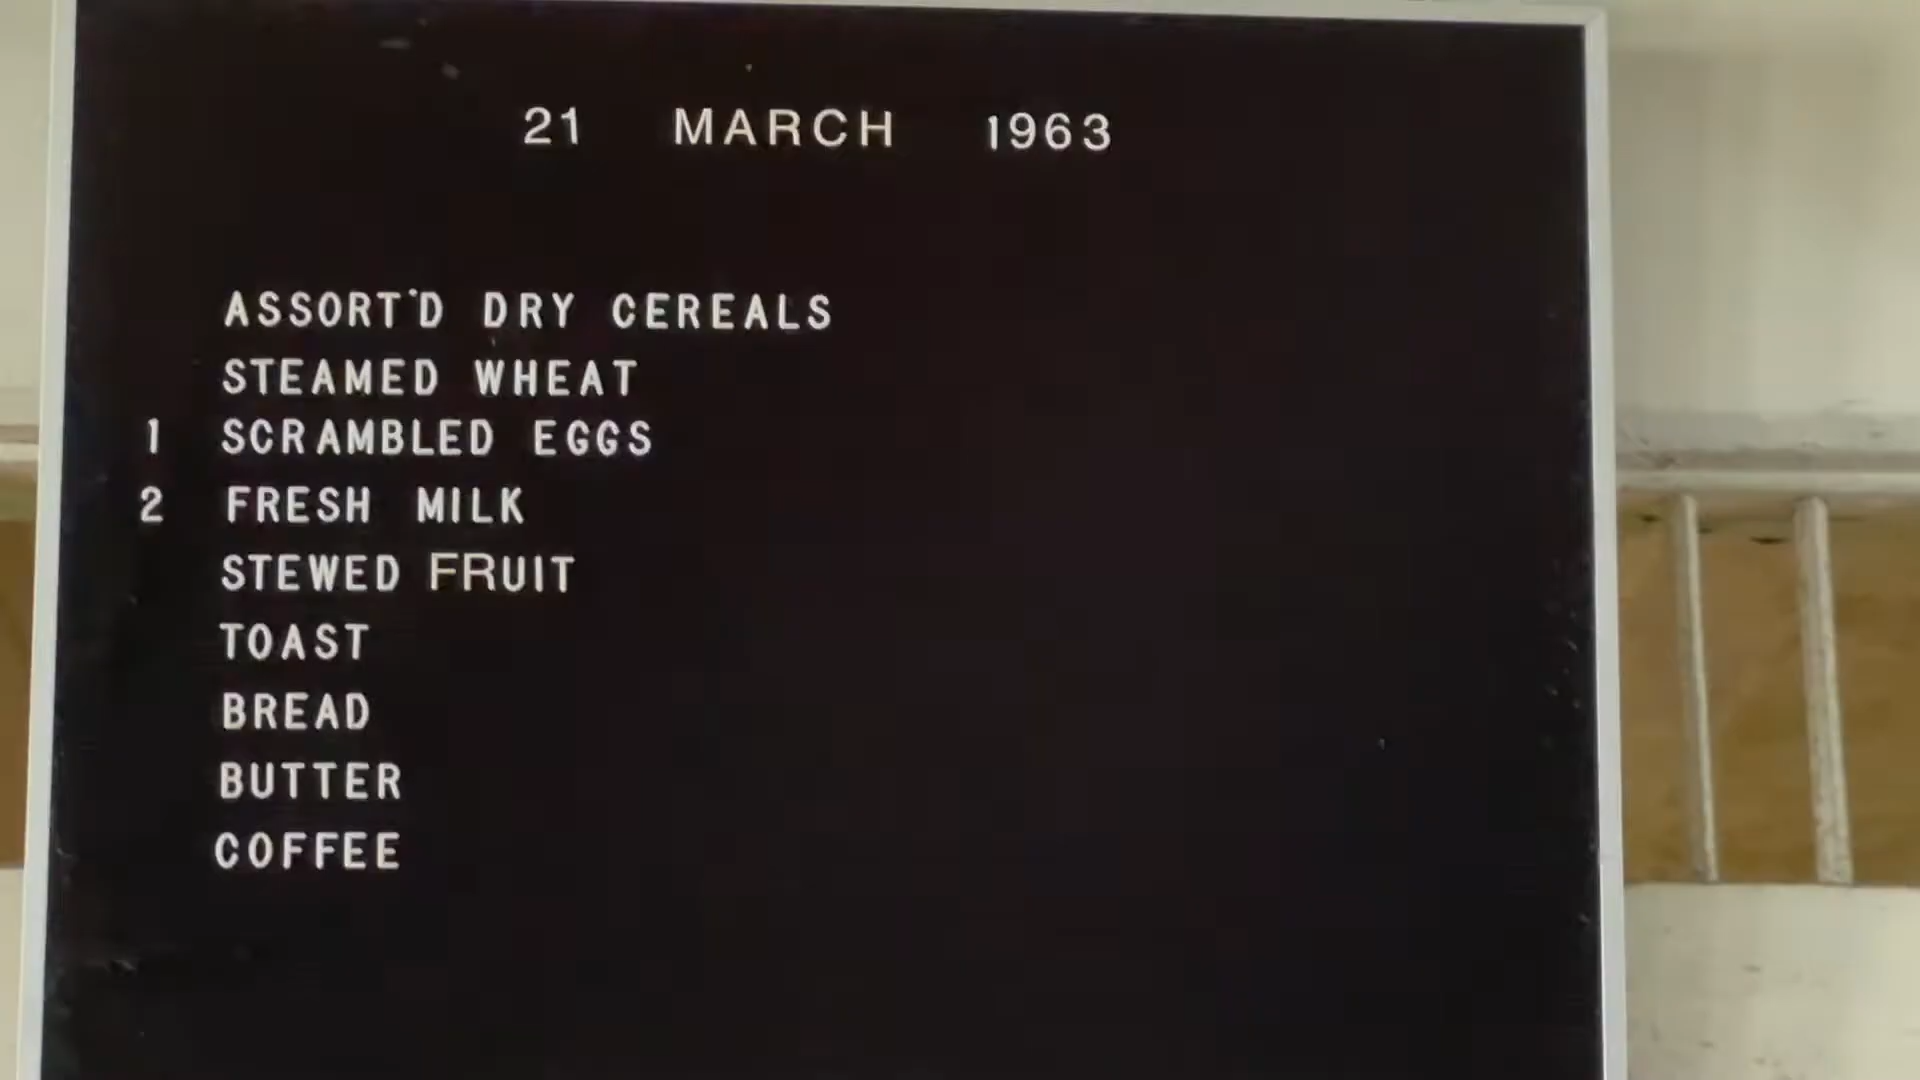 21 MARCH 1963
ASSORT'D DRY CEREALS
STEAMED WHEAT
1 SCRAMBLED EGGS
2 FRESH MILK
STEWED FRUIT
TOAST
BREAD
BUTTER
COFFEE